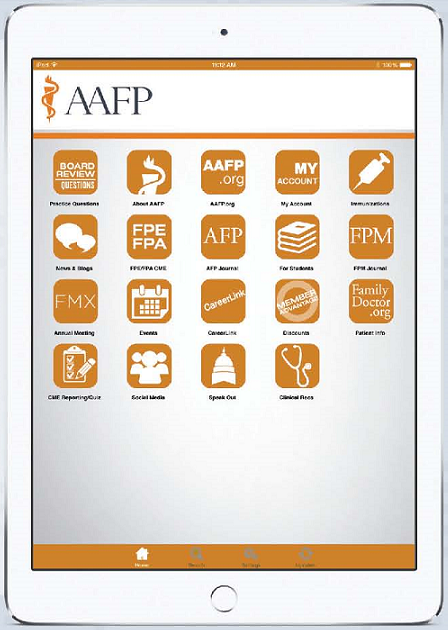 iPad
11:12 AM
100%
AAFP
BOARD
REVIEW
QUESTIONS
AAFP
.org
MY
ACCOUNT
Practice Questions
About AAFP
AAFP.org
My Account
Immunizations
FPE
FPA
AFP
FPM
News & Blogs
FPE/FPA CME
AFP Journal
For Students
FPM Journal
FMX
CareerLink
MEMBER
ADVANTAGE
Family
Doctor
.org
Annual Meeting
Events
CareerLink
Discounts
Patient Info
CME Reporting/Quiz
Social Media
Speak Out
Clinical Recs
Home
Search
Settings